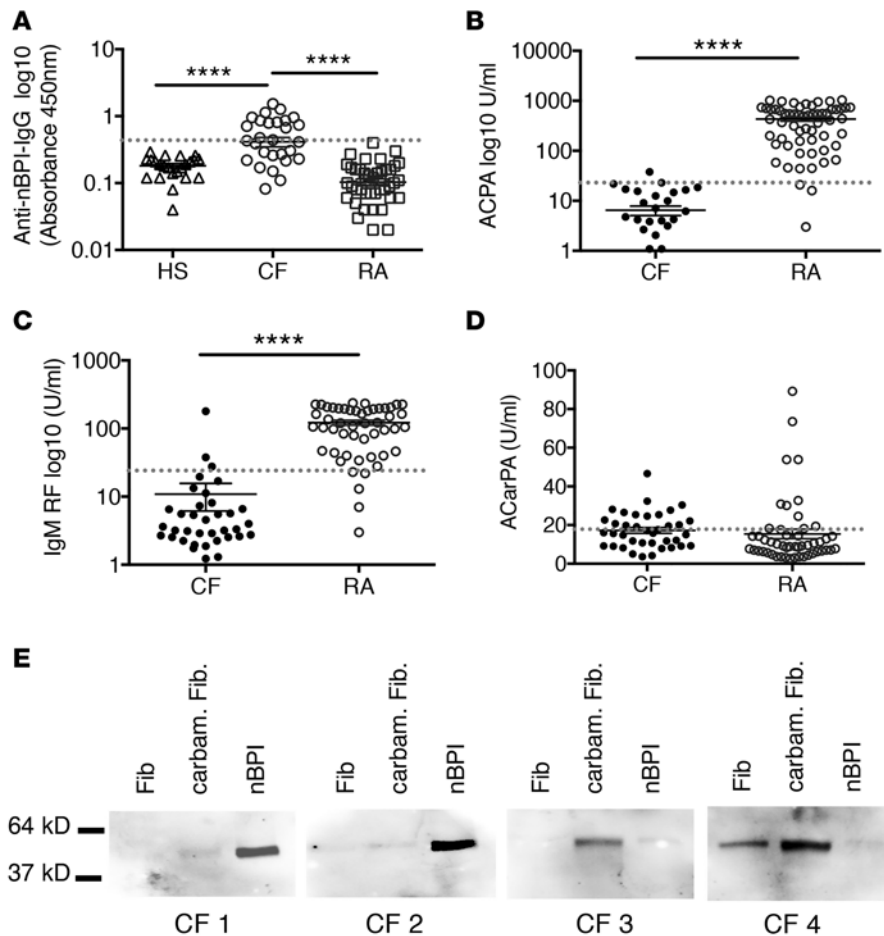 A
Anti-nBPI-IgG log10
(Absorbance 450nm)
10
1
0.1
0.01
****
****
HS
CF
RA
B
ACPA log10 U/ml
10000
1000
100
10
1
****
CF
RA
C
IgM RF log10 (U/ml)
1000
100
10
1
****
CF
RA
D
ACarPA (U/ml)
100
80
60
40
20
0
CF
RA
E
Fib
carbam. Fib.
nBPI
Fib
carbam. Fib.
nBPI
Fib
carbam. Fib.
nBPI
Fib
carbam. Fib.
nBPI
64 kD
37 kD
CF 1
CF 2
CF 3
CF 4